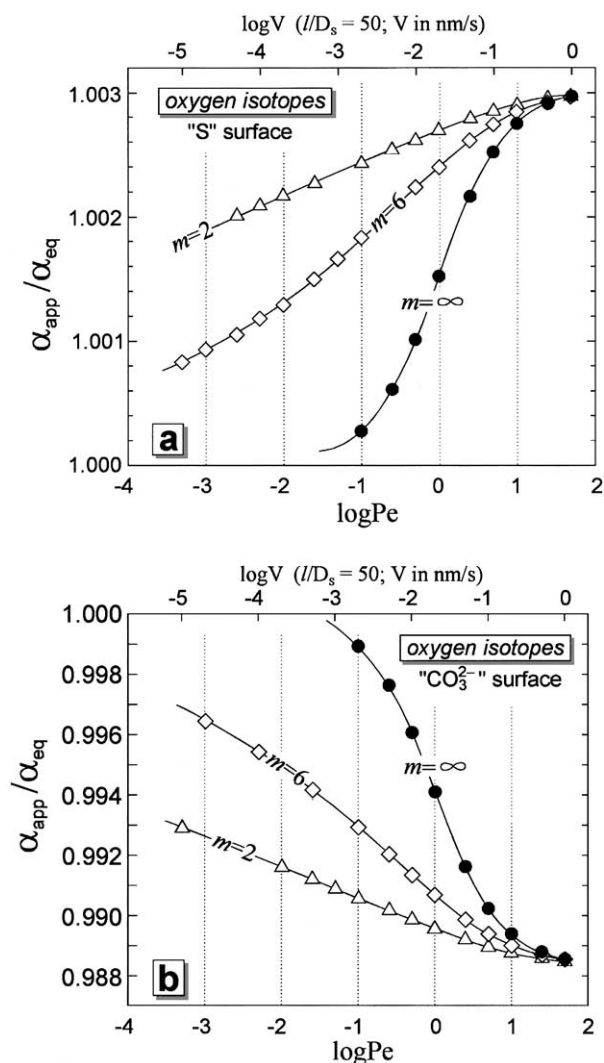 logV (l/Ds = 50; V in nm/s)
-5 -4 -3 -2 -1 0
oxygen isotopes
"S" surface
1.003
1.002
1.001
1.000
αapp/αeq
m=2
m=6
m=∞
a
-4 -3 -2 -1 0 1 2
logPe
logV (l/Ds = 50; V in nm/s)
-5 -4 -3 -2 -1 0
oxygen isotopes
"CO₃²⁻" surface
1.000
0.998
0.996
0.994
0.992
0.990
0.988
αapp/αeq
m=∞
m=6
m=2
b
-4 -3 -2 -1 0 1 2
logPe